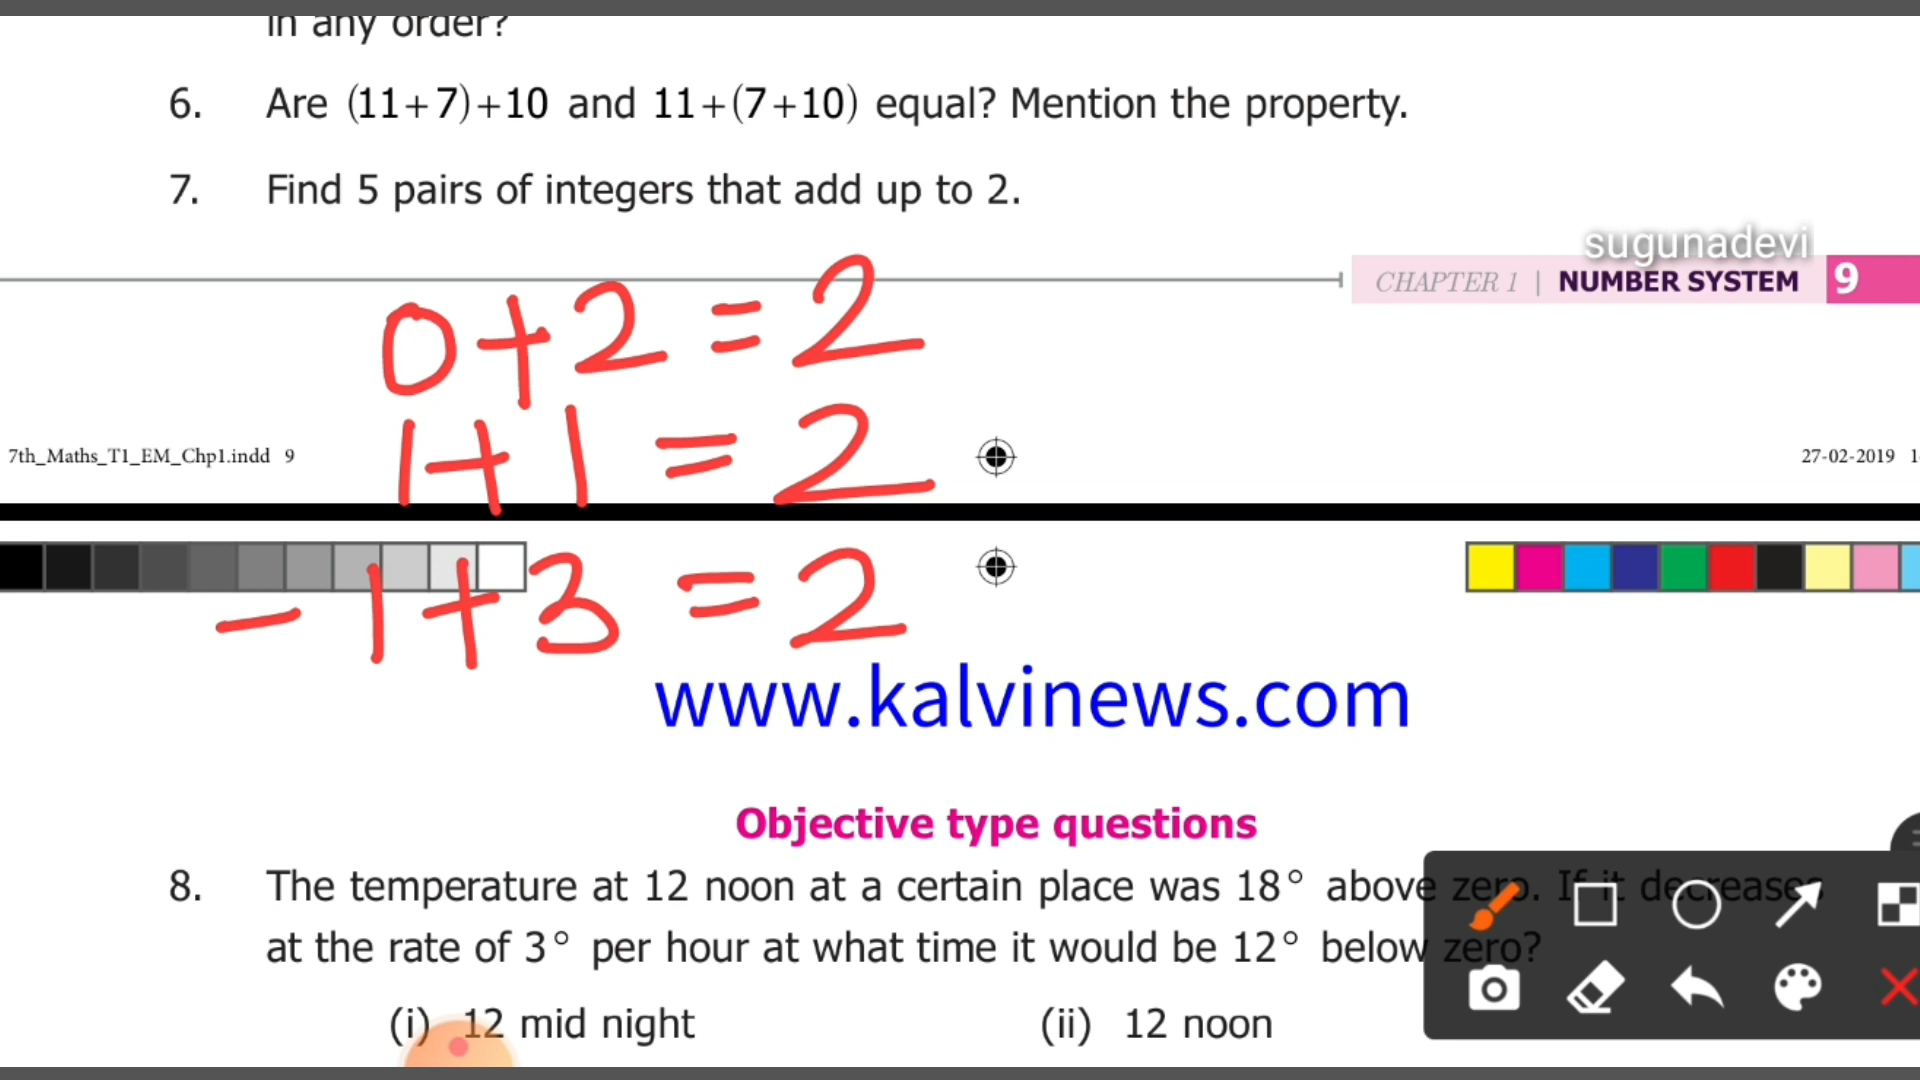 in any order?
6. Are (11+7)+10 and 11+(7+10) equal? Mention the property.
7. Find 5 pairs of integers that add up to 2.
sugunadevi
CHAPTER 1 | NUMBER SYSTEM 9
0+2=2
1+1=2
7th_Maths_T1_EM_Chp1.indd 9
27-02-2019
-1+3=2
www.kalvinews.com
Objective type questions
8. The temperature at 12 noon at a certain place was 18° above zero. If it decreases
at the rate of 3° per hour at what time it would be 12° below zero?
(i) 12 mid night
(ii) 12 noon